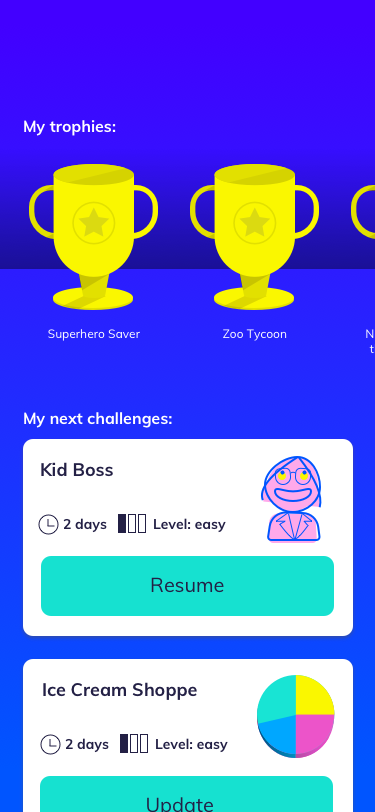 My trophies:
Superhero Saver
Zoo Tycoon
N
t
My next challenges:
Kid Boss
2 days
Level: easy
Resume
Ice Cream Shoppe
2 days
Level: easy
Update